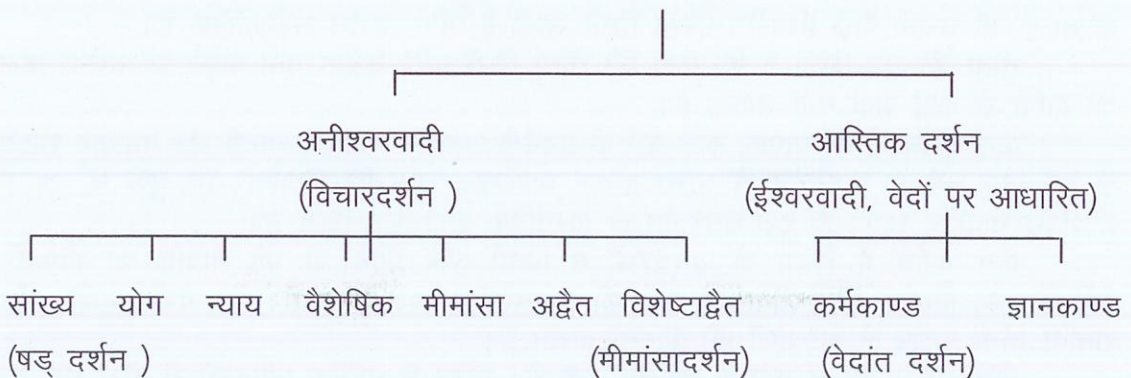 अनीश्वरवादी आस्तिक दर्शन
(विचारदर्शन ) (ईश्वरवादी, वेदों पर आधारित)
सांख्य योग न्याय वेशेषिक मीमांसा अद्वैत विशेष्टाद्वैत कर्मकाण्ड ज्ञानकाण्ड
(षड् दर्शन ) (मीमांसादर्शन) (वेदांत दर्शन)